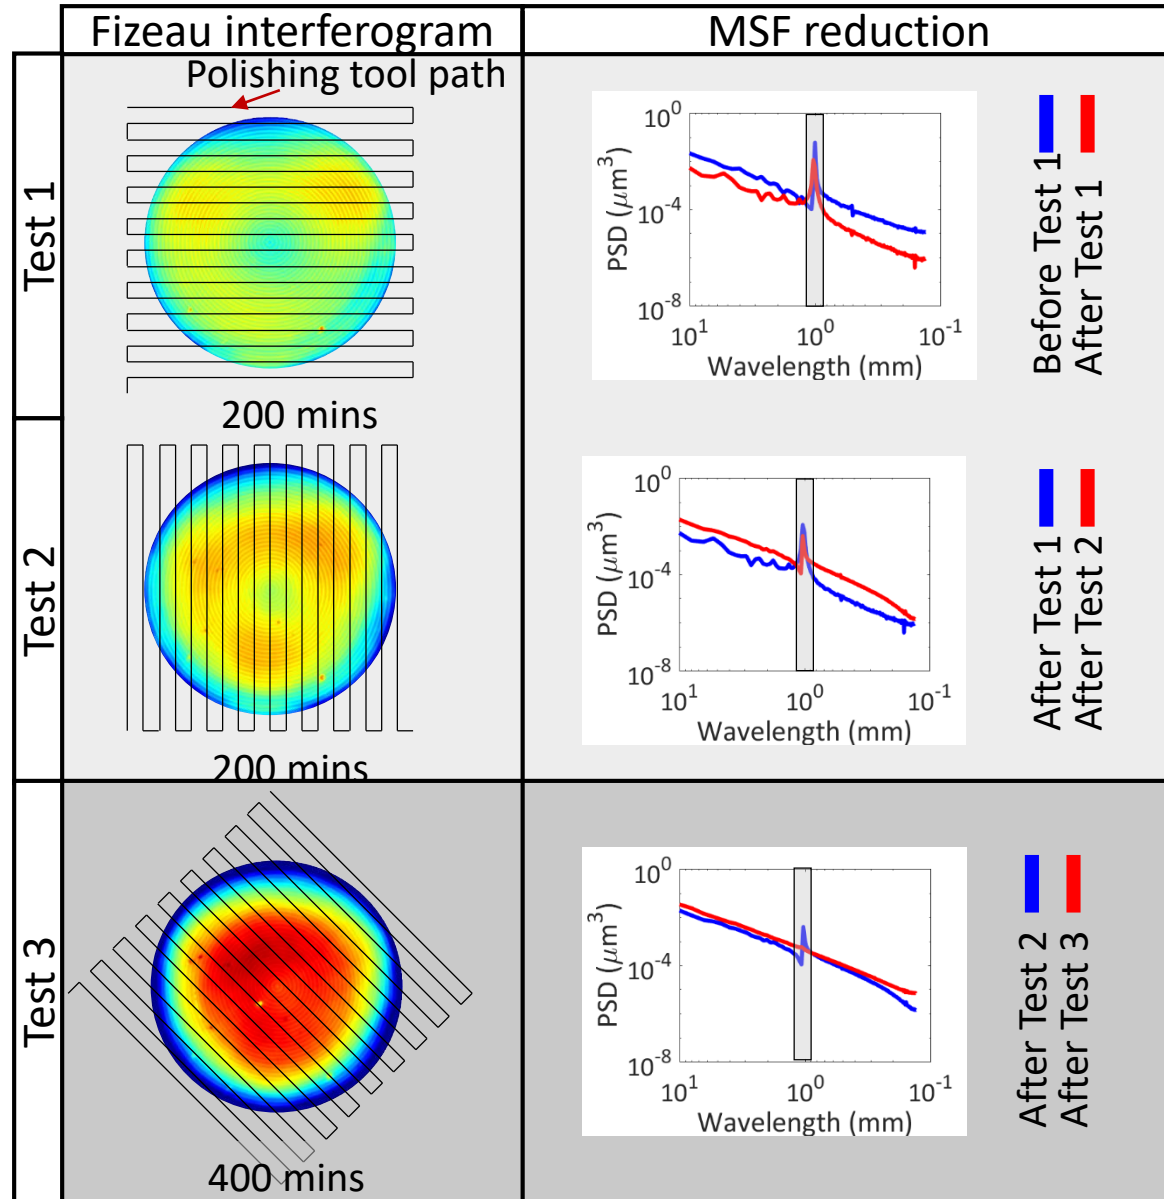 Fizeau interferogram
MSF reduction
Test 1
Polishing tool path
200 mins
PSD (μm³)
10⁰
10⁻⁴
10⁻⁸
10¹
10⁰
10⁻¹
Wavelength (mm)
Before Test 1
After Test 1
Test 2
200 mins
PSD (μm³)
10⁰
10⁻⁴
10⁻⁸
10¹
10⁰
10⁻¹
Wavelength (mm)
After Test 1
After Test 2
Test 3
400 mins
PSD (μm³)
10⁰
10⁻⁴
10⁻⁸
10¹
10⁰
10⁻¹
Wavelength (mm)
After Test 2
After Test 3